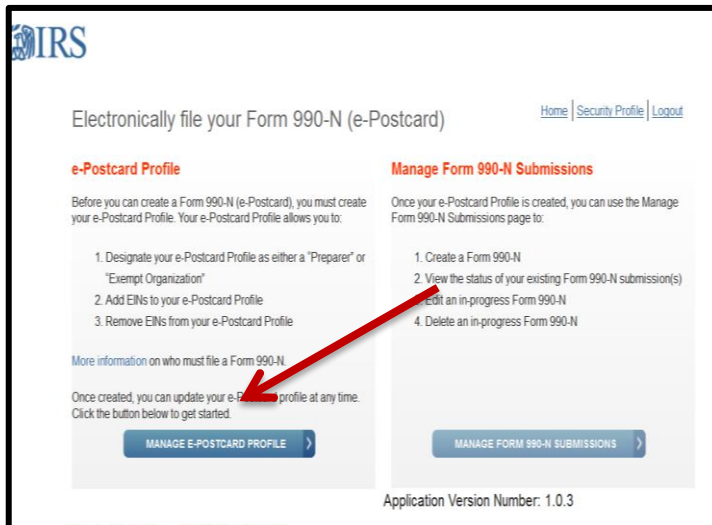 IRS
Electronically file your Form 990-N (e-Postcard)
Home | Security Profile | Logout
e-Postcard Profile
Before you can create a Form 990-N (e-Postcard), you must create
your e-Postcard Profile. Your e-Postcard Profile allows you to:
1. Designate your e-Postcard Profile as either a "Preparer" or
"Exempt Organization"
2. Add EINs to your e-Postcard Profile
3. Remove EINs from your e-Postcard Profile
More information on who must file a Form 990-N.
Once created, you can update your e-Postcard profile at any time.
Click the button below to get started.
MANAGE E-POSTCARD PROFILE
Manage Form 990-N Submissions
Once your e-Postcard Profile is created, you can use the Manage
Form 990-N Submissions page to:
1. Create a Form 990-N
2. View the status of your existing Form 990-N submission(s)
3. Edit an in-progress Form 990-N
4. Delete an in-progress Form 990-N
MANAGE FORM 990-N SUBMISSIONS
Application Version Number: 1.0.3